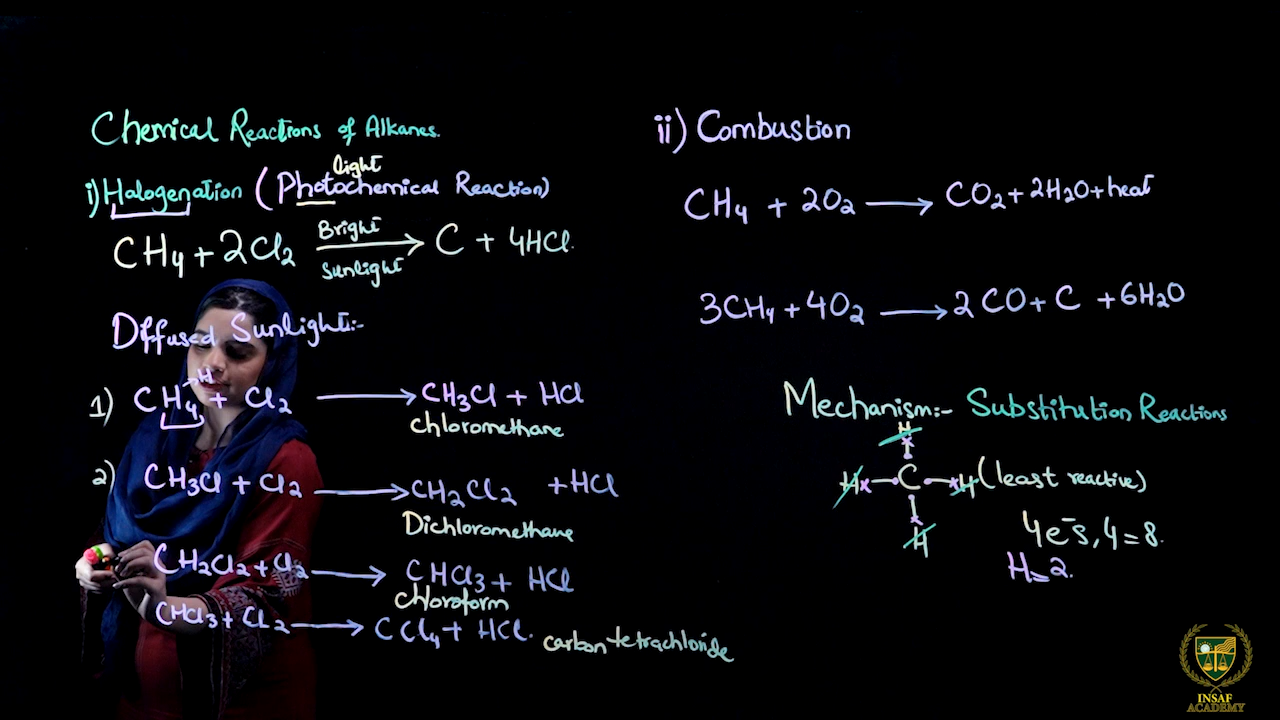 Chemical Reactions of Alkanes.
light
i) Halogenation (Photochemical Reaction)
CH4 + 2Cl2 Bright Sunlight → C + 4HCl.
Diffused Sunlight:-
H
1) CH4 + Cl2 → CH3Cl + HCl
chloromethane
2) CH3Cl + Cl2 → CH2Cl2 + HCl
Dichloromethane
CH2Cl2 + Cl2 → CHCl3 + HCl
chloroform
CHCl3 + CL2 → CCl4 + HCl.
carbontetrachloride
ii) Combustion
CH4 + 2O2 → CO2 + 2H2O + heat
3CH4 + 4O2 → 2CO + C + 6H2O
Mechanism:- Substitution Reactions
H
H x C x H (least reactive)
H
4e-s, 4 = 8.
H = 2.
INSAF
ACADEMY